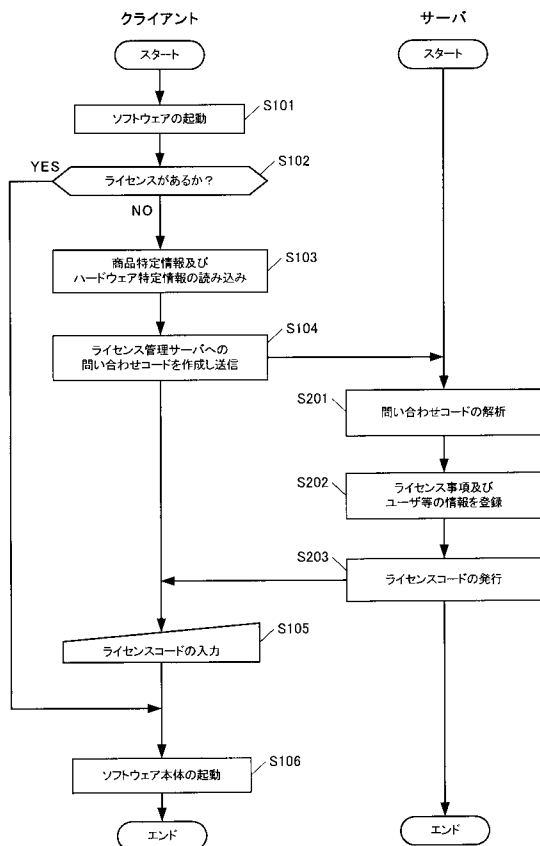 クライアント
サーバ
スタート
スタート
ソフトウェアの起動
S101
YES
ライセンスがあるか？
S102
NO
商品特定情報及び
ハードウェア特定情報の読み込み
S103
ライセンス管理サーバへの
問い合わせコードを作成し送信
S104
S201
問い合わせコードの解析
S202
ライセンス事項及び
ユーザ等の情報を登録
S203
ライセンスコードの発行
ライセンスコードの入力
S105
ソフトウェア本体の起動
S106
エンド
エンド